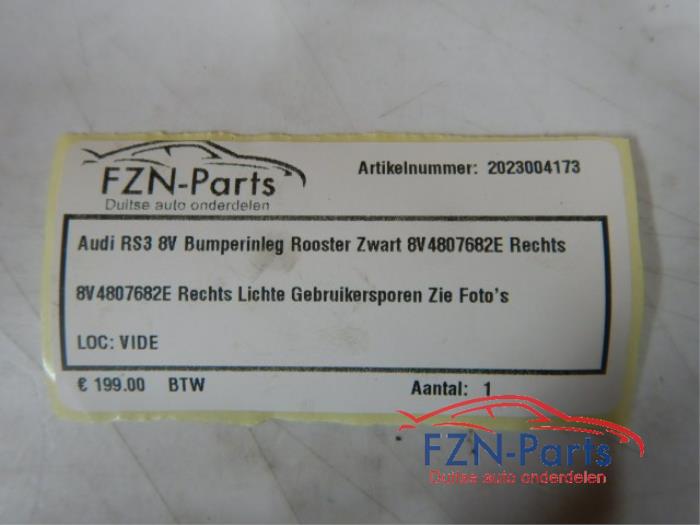 FZN-Parts
Duitse auto onderdelen
Artikelnummer: 2023004173
Audi RS3 8V Bumperinleg Rooster Zwart 8V4807682E Rechts
8V4807682E Rechts Lichte Gebruikersporen Zie Foto's
LOC: VIDE
€ 199.00 BTW
Aantal: 1
FZN-Parts
Duitse auto onderdelen